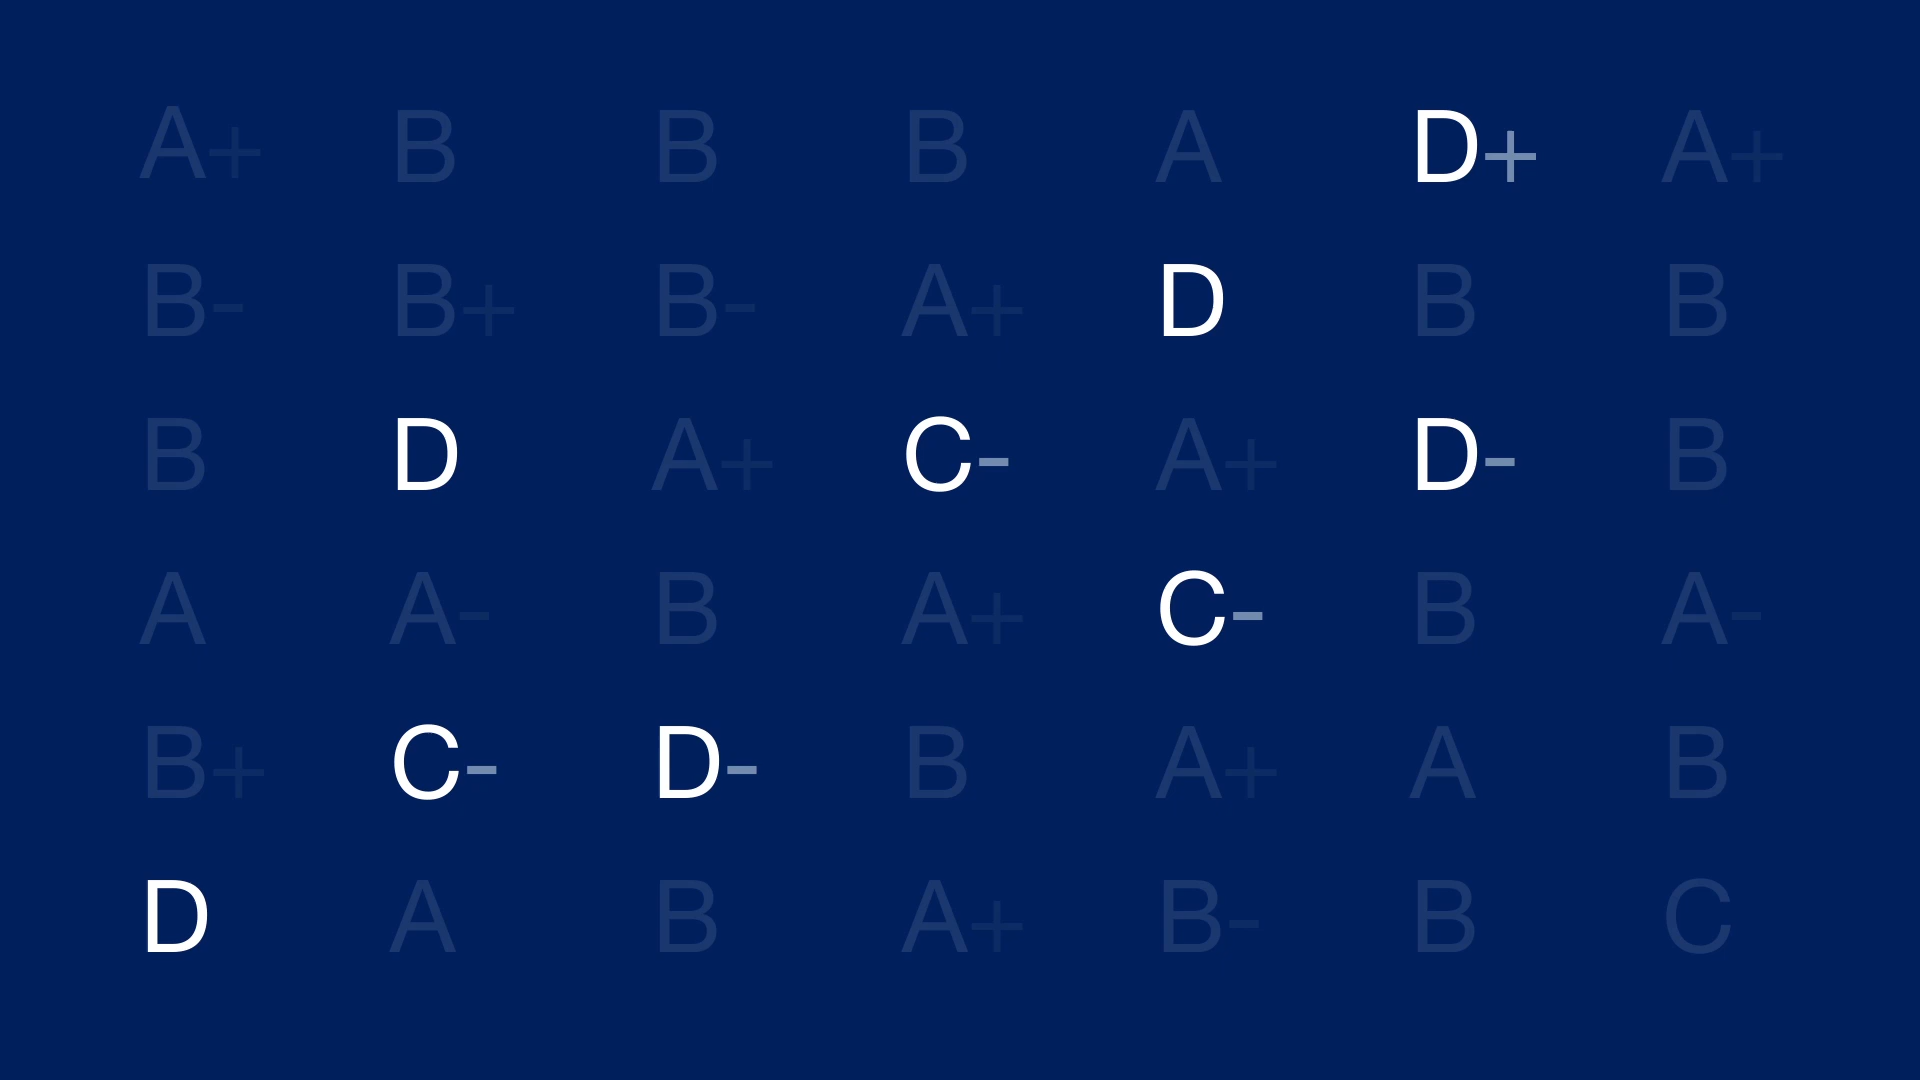 A+ B B B A D+ A+
B- B+ B- A+ D B B
B D A+ C- A+ D- B
A A- B A+ C- B A-
B+ C- D- B A+ A B
D A B A+ B- B C